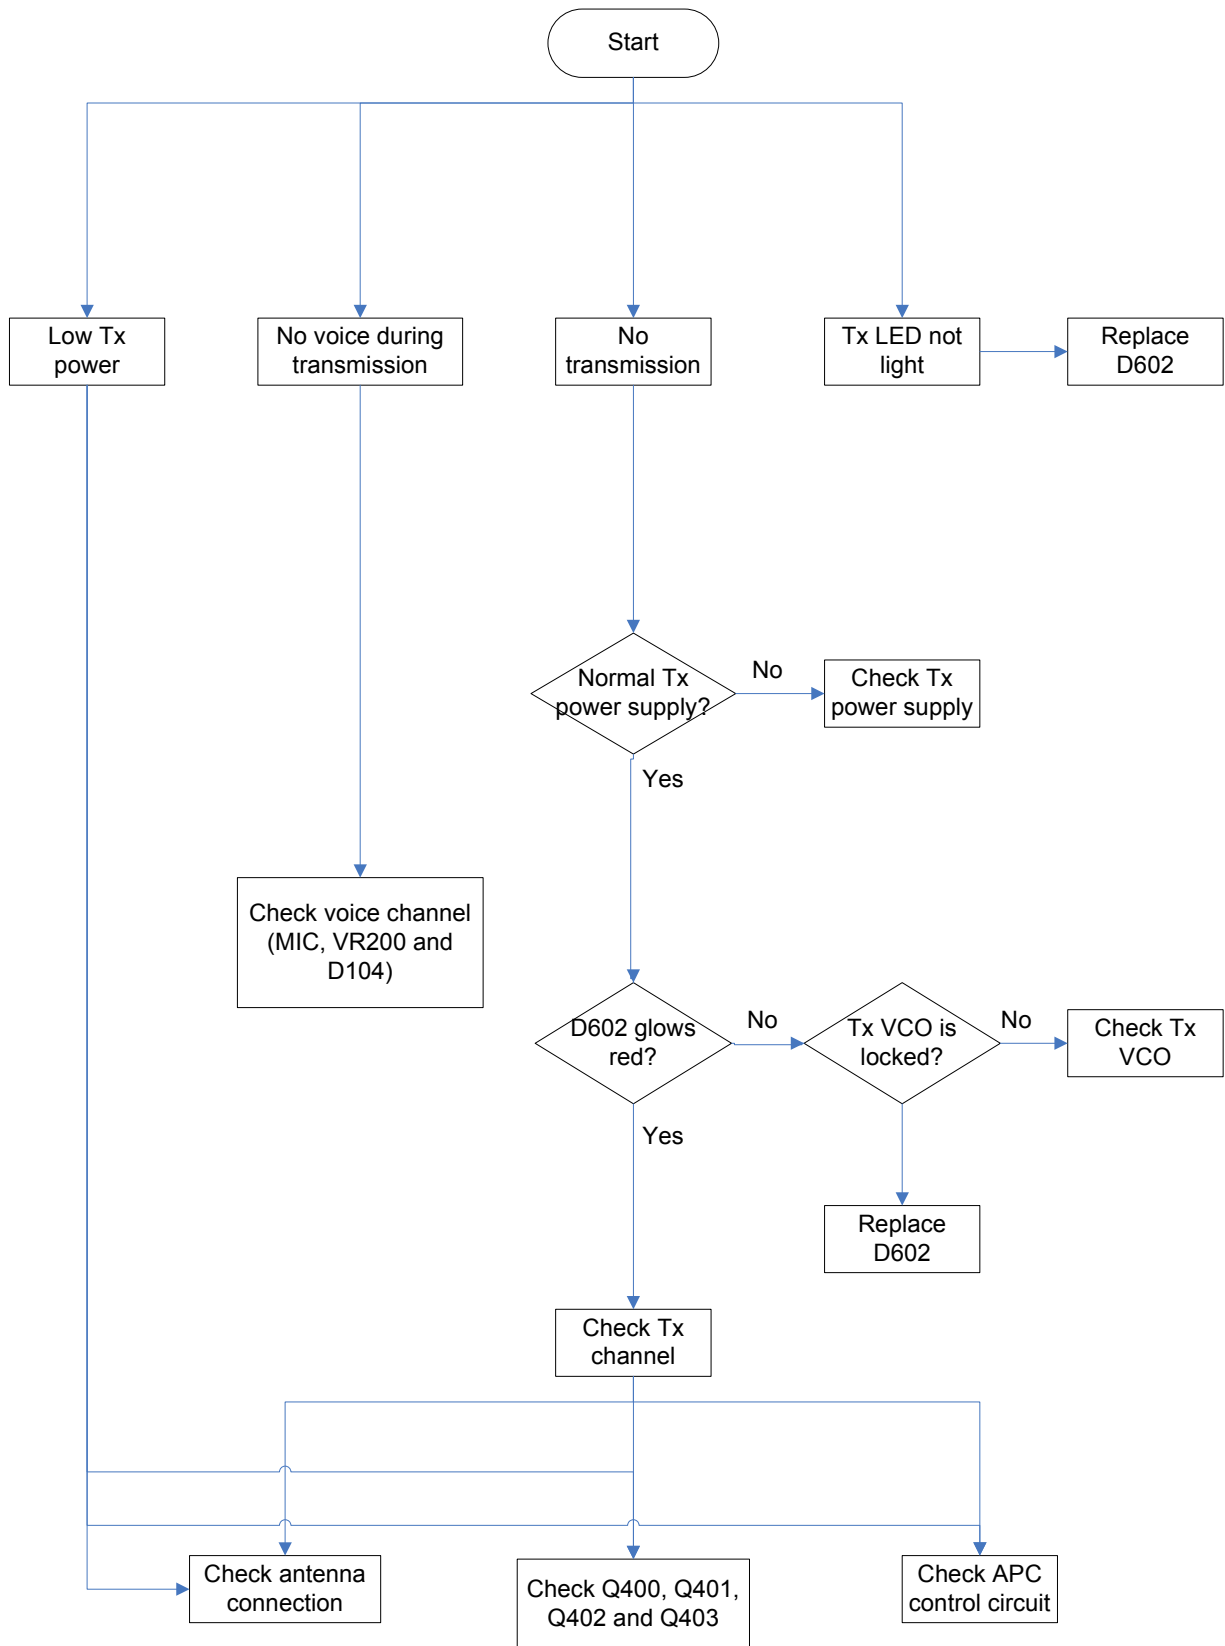 Start
Low Tx
power
No voice during
transmission
No
transmission
Tx LED not
light
Replace
D602
Normal Tx
power supply?
No
Check Tx
power supply
Yes
Check voice channel
(MIC, VR200 and
D104)
D602 glows
red?
No
Tx VCO is
locked?
No
Check Tx
VCO
Yes
Replace
D602
Check Tx
channel
Check antenna
connection
Check Q400, Q401,
Q402 and Q403
Check APC
control circuit